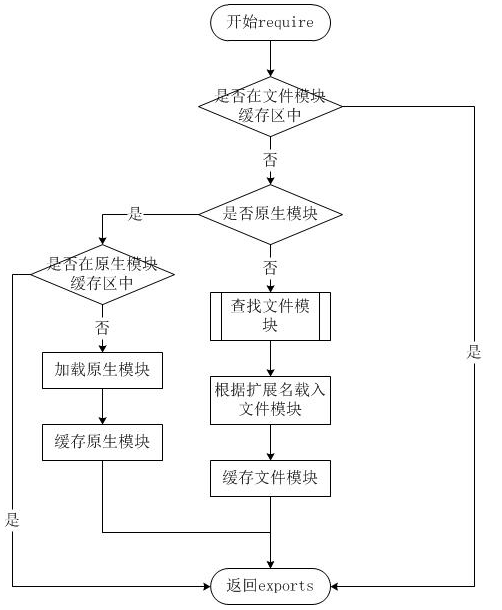 开始require
是否在文件模块
缓存区中
否
是否原生模块
是
是否在原生模块
缓存区中
否
否
查找文件模
块
是
加载原生模块
根据扩展名载入
文件模块
缓存原生模块
缓存文件模块
是
返回exports